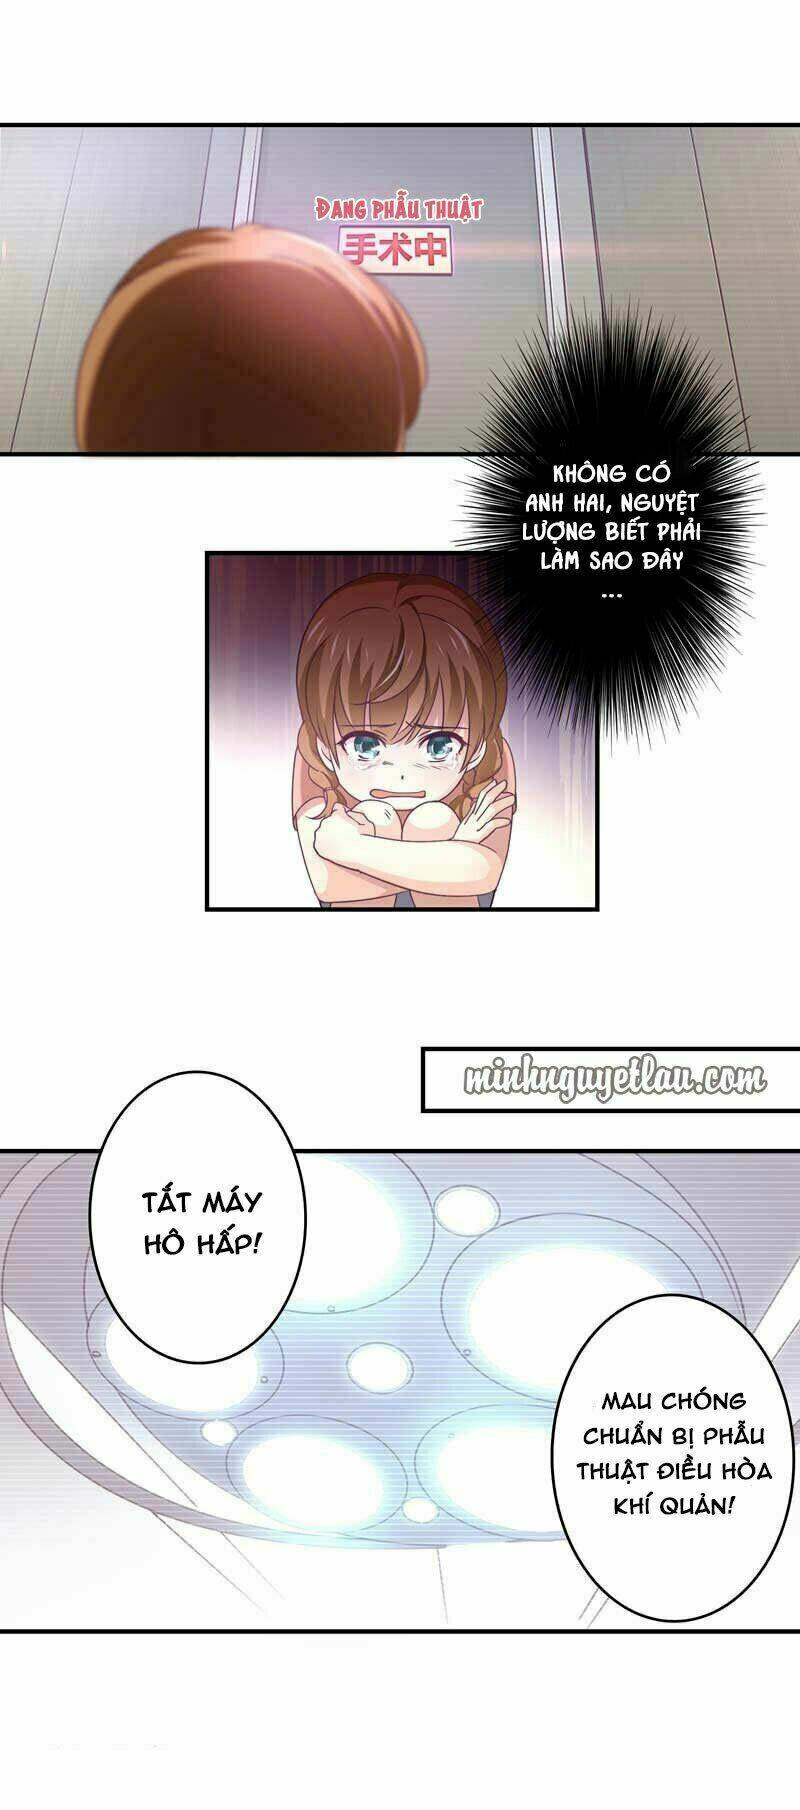 ĐANG PHẪU THUẬT
手术中
KHÔNG CÓ
ANH HAI, NGUYỆT
LƯỢNG BIẾT PHẢI
LÀM SAO ĐÂY
...
minhnguyetlau.com
TẮT MÁY
HÔ HẤP!
MAU CHÓNG
CHUẨN BỊ PHẪU
THUẬT ĐIỀU HÒA
KHÍ QUẢN!